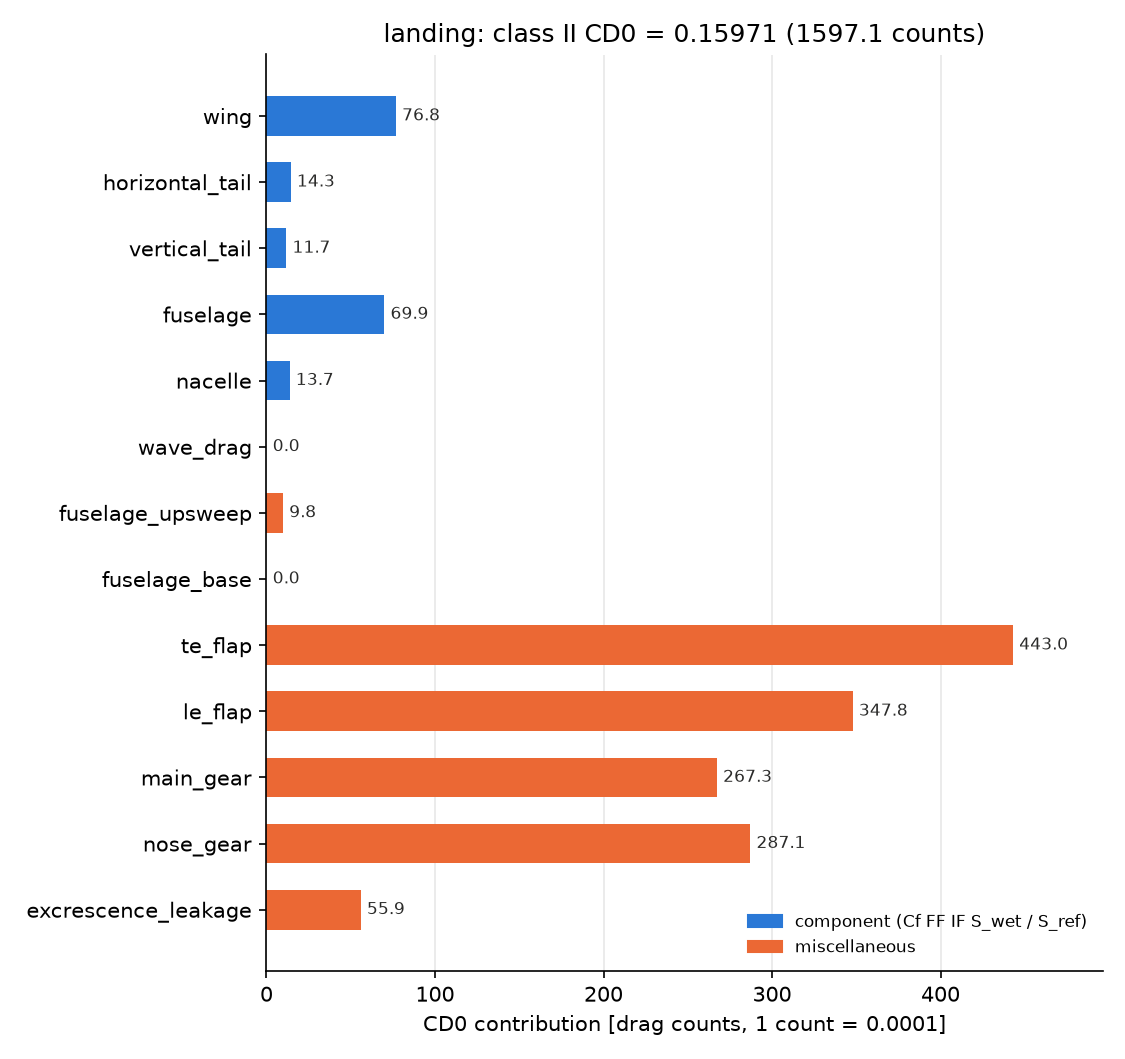 landing: class II CD0 = 0.15971 (1597.1 counts)
wing 76.8
horizontal_tail 14.3
vertical_tail 11.7
fuselage 69.9
nacelle 13.7
wave_drag 0.0
fuselage_upsweep 9.8
fuselage_base 0.0
te_flap 443.0
le_flap 347.8
main_gear 267.3
nose_gear 287.1
excrescence_leakage 55.9
component (Cf FF IF S_wet / S_ref)
miscellaneous
0 100 200 300 400
CD0 contribution [drag counts, 1 count = 0.0001]